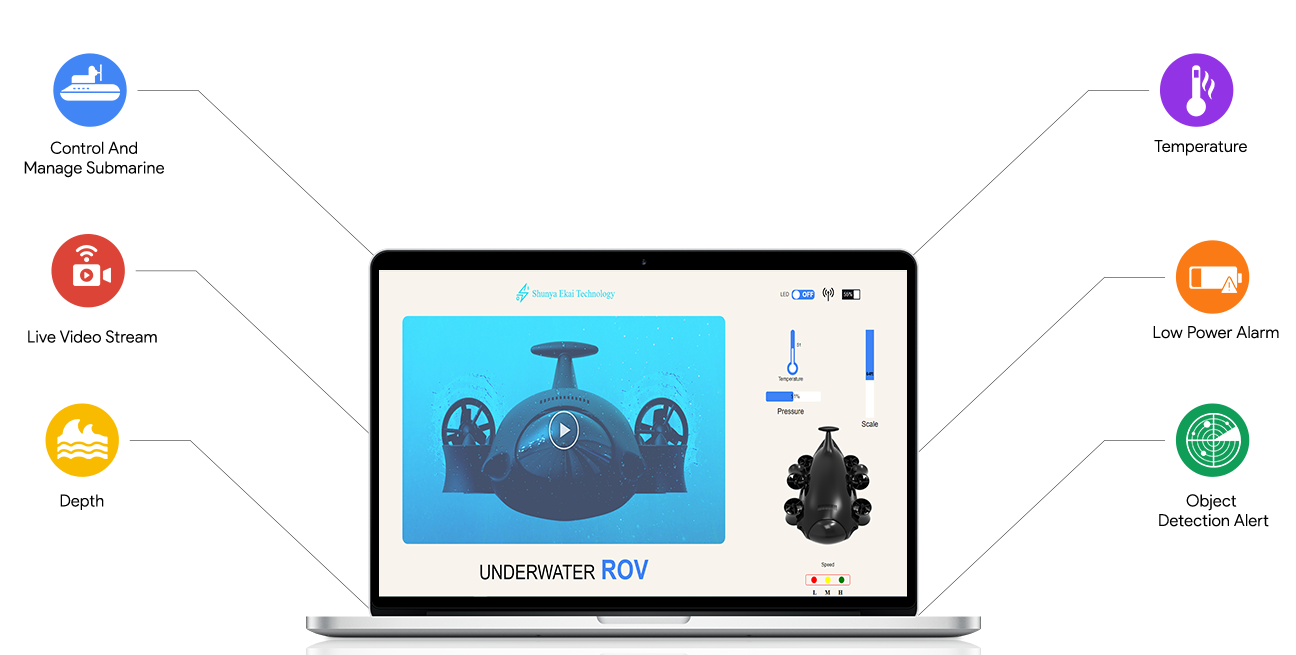 Control And
Manage Submarine
Live Video Stream
Depth
Shunya Ekai Technology
LED OFF 55%
Temperature
Pressure
Scale
UNDERWATER ROV
Speed
L M H
Temperature
Low Power Alarm
Object
Detection Alert